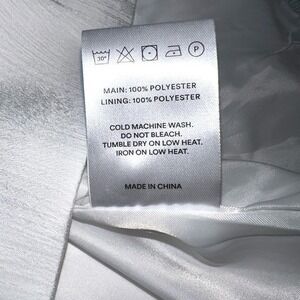 30°
P
MAIN: 100% POLYESTER
LINING: 100% POLYESTER
COLD MACHINE WASH.
DO NOT BLEACH.
TUMBLE DRY ON LOW HEAT.
IRON ON LOW HEAT.
MADE IN CHINA